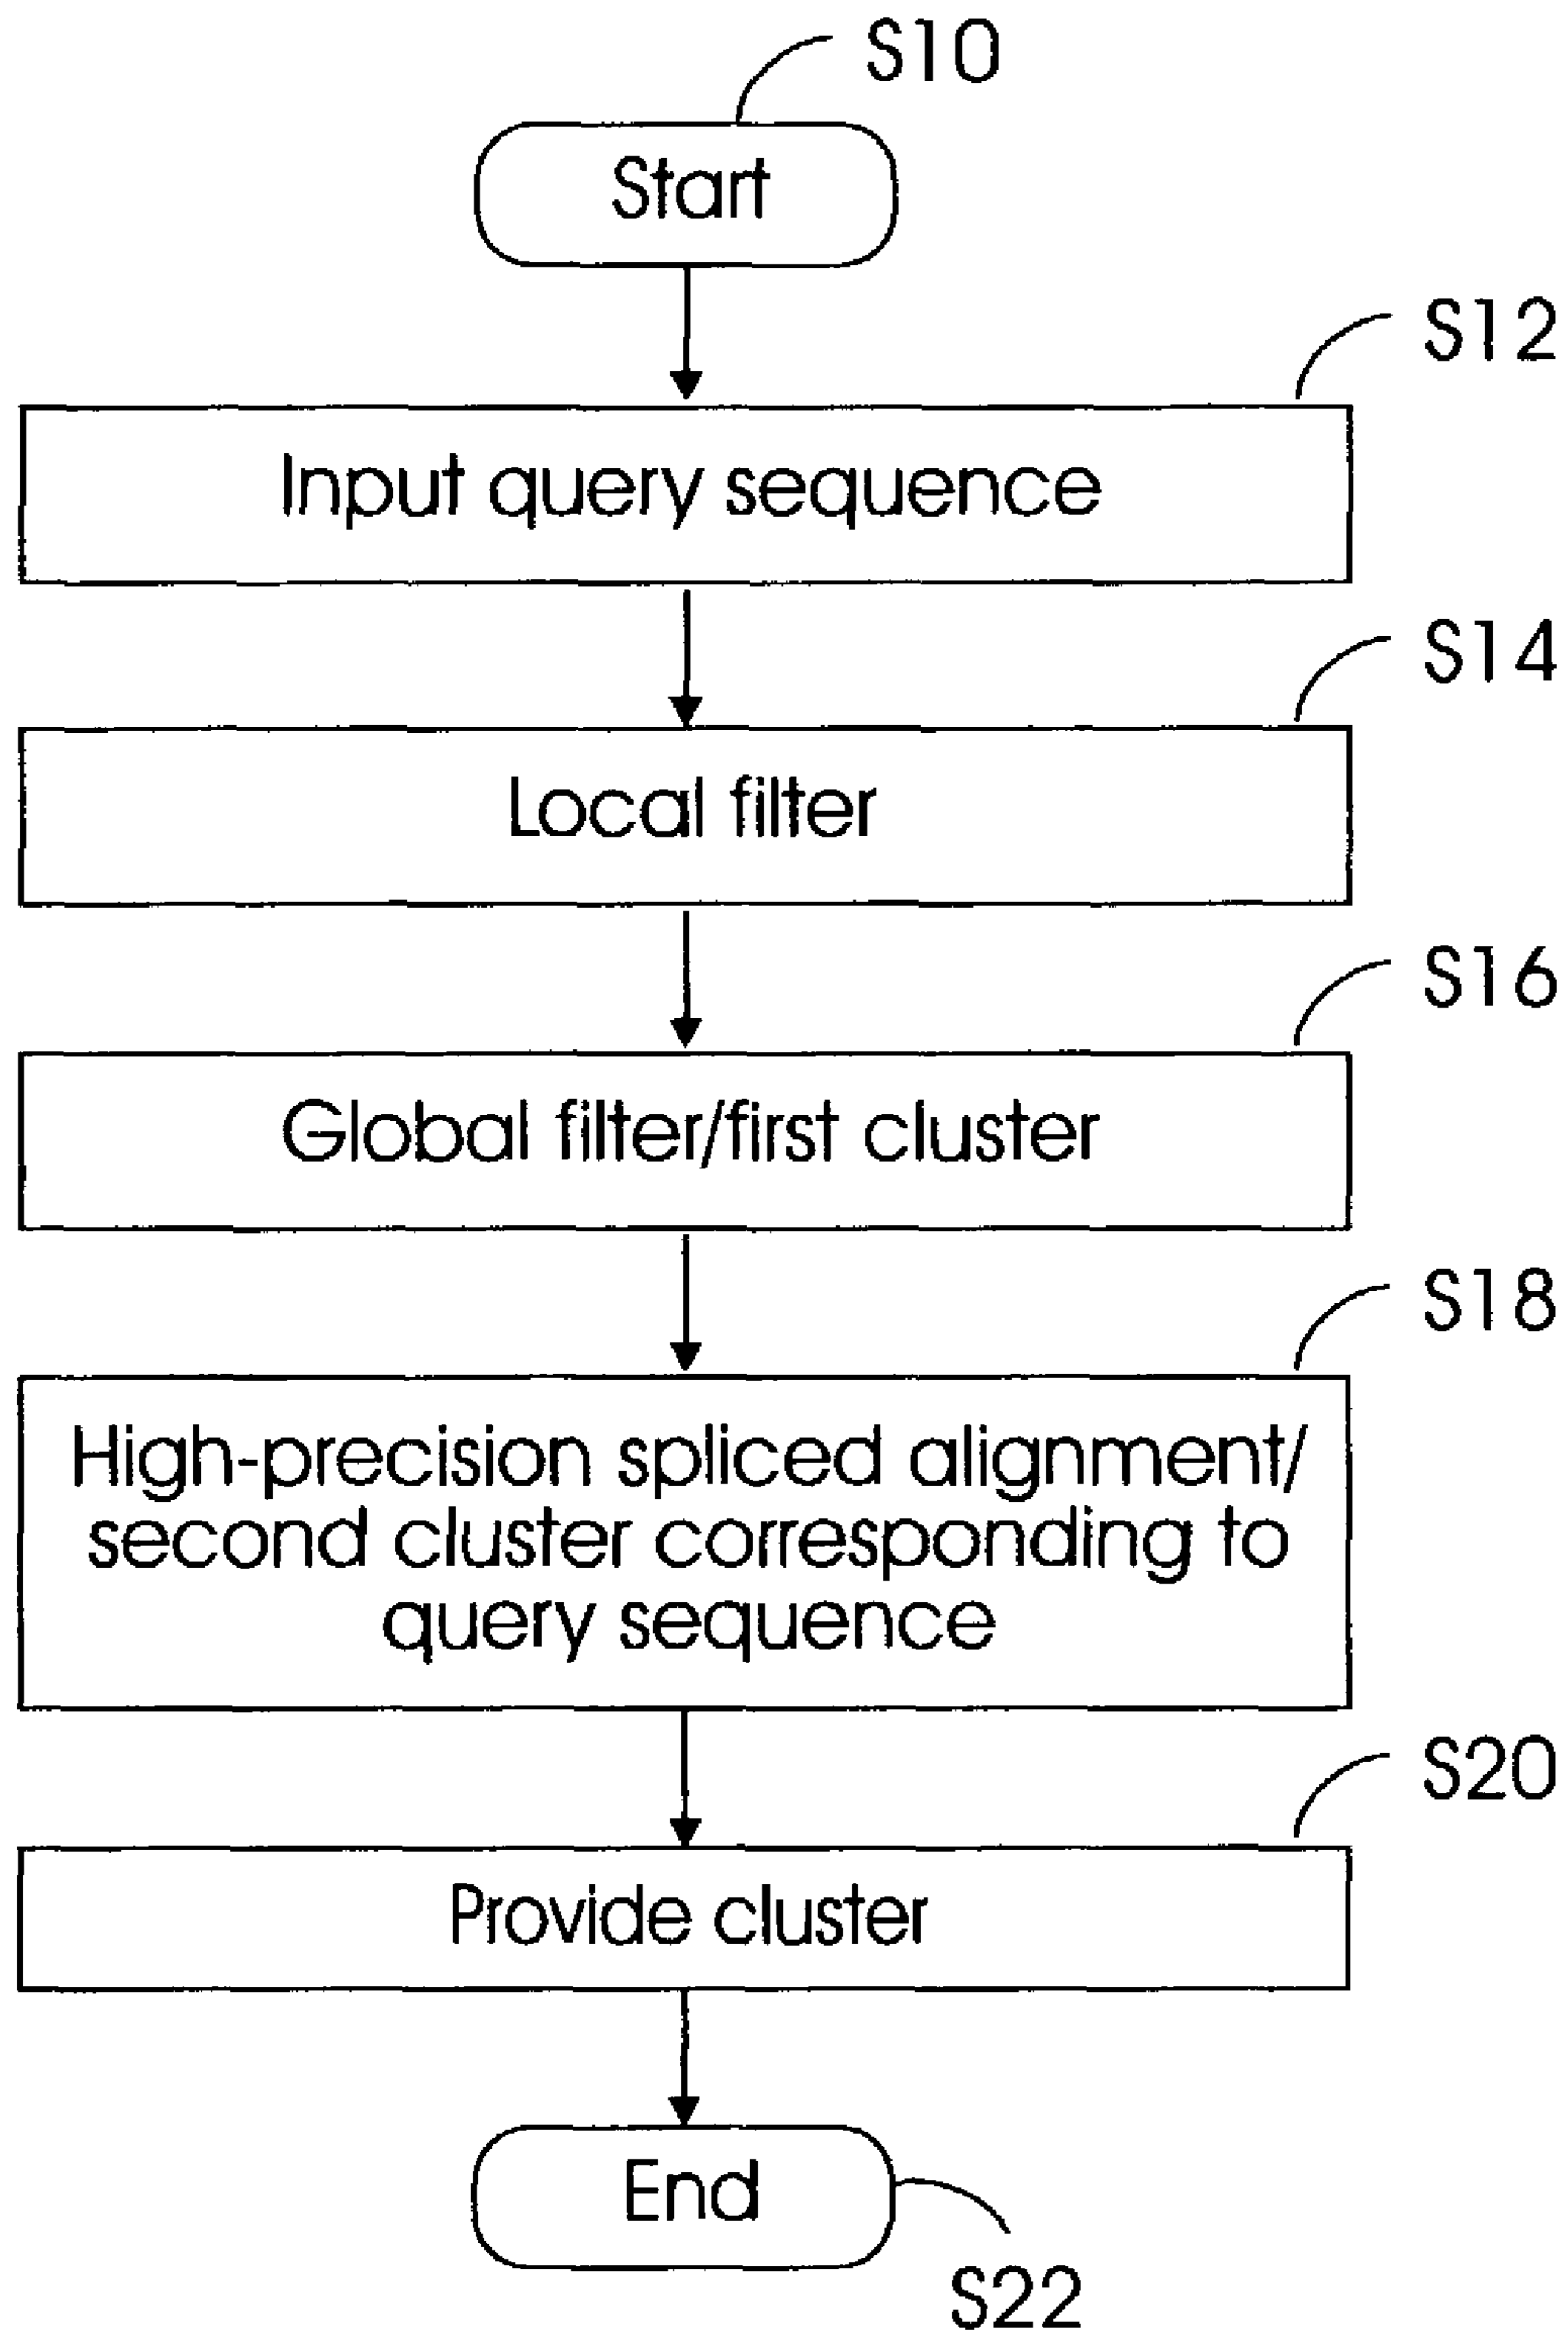 S10
Start
S12
Input query sequence
S14
Local filter
S16
Global filter/first cluster
S18
High-precision spliced alignment/
second cluster corresponding to
query sequence
S20
Provide cluster
End
S22